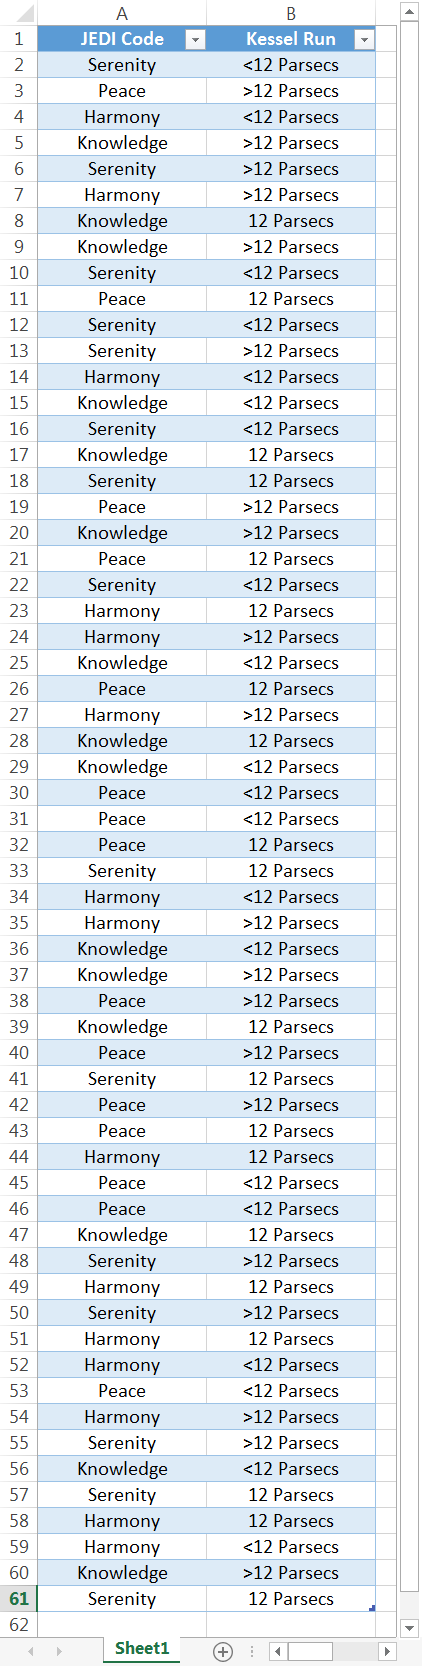 A B
1 JEDI Code Kessel Run
2 Serenity <12 Parsecs
3 Peace >12 Parsecs
4 Harmony <12 Parsecs
5 Knowledge >12 Parsecs
6 Serenity >12 Parsecs
7 Harmony >12 Parsecs
8 Knowledge 12 Parsecs
9 Knowledge >12 Parsecs
10 Serenity <12 Parsecs
11 Peace 12 Parsecs
12 Serenity <12 Parsecs
13 Serenity >12 Parsecs
14 Harmony <12 Parsecs
15 Knowledge <12 Parsecs
16 Serenity <12 Parsecs
17 Knowledge 12 Parsecs
18 Serenity 12 Parsecs
19 Peace >12 Parsecs
20 Knowledge >12 Parsecs
21 Peace 12 Parsecs
22 Serenity <12 Parsecs
23 Harmony 12 Parsecs
24 Harmony >12 Parsecs
25 Knowledge <12 Parsecs
26 Peace 12 Parsecs
27 Harmony >12 Parsecs
28 Knowledge 12 Parsecs
29 Knowledge <12 Parsecs
30 Peace <12 Parsecs
31 Peace <12 Parsecs
32 Peace 12 Parsecs
33 Serenity 12 Parsecs
34 Harmony <12 Parsecs
35 Harmony >12 Parsecs
36 Knowledge <12 Parsecs
37 Knowledge >12 Parsecs
38 Peace >12 Parsecs
39 Knowledge 12 Parsecs
40 Peace >12 Parsecs
41 Serenity 12 Parsecs
42 Peace >12 Parsecs
43 Peace 12 Parsecs
44 Harmony 12 Parsecs
45 Peace <12 Parsecs
46 Peace <12 Parsecs
47 Knowledge 12 Parsecs
48 Serenity >12 Parsecs
49 Harmony 12 Parsecs
50 Serenity >12 Parsecs
51 Harmony 12 Parsecs
52 Harmony <12 Parsecs
53 Peace <12 Parsecs
54 Harmony >12 Parsecs
55 Serenity >12 Parsecs
56 Knowledge <12 Parsecs
57 Serenity 12 Parsecs
58 Harmony 12 Parsecs
59 Harmony <12 Parsecs
60 Knowledge >12 Parsecs
61 Serenity 12 Parsecs
62
Sheet1